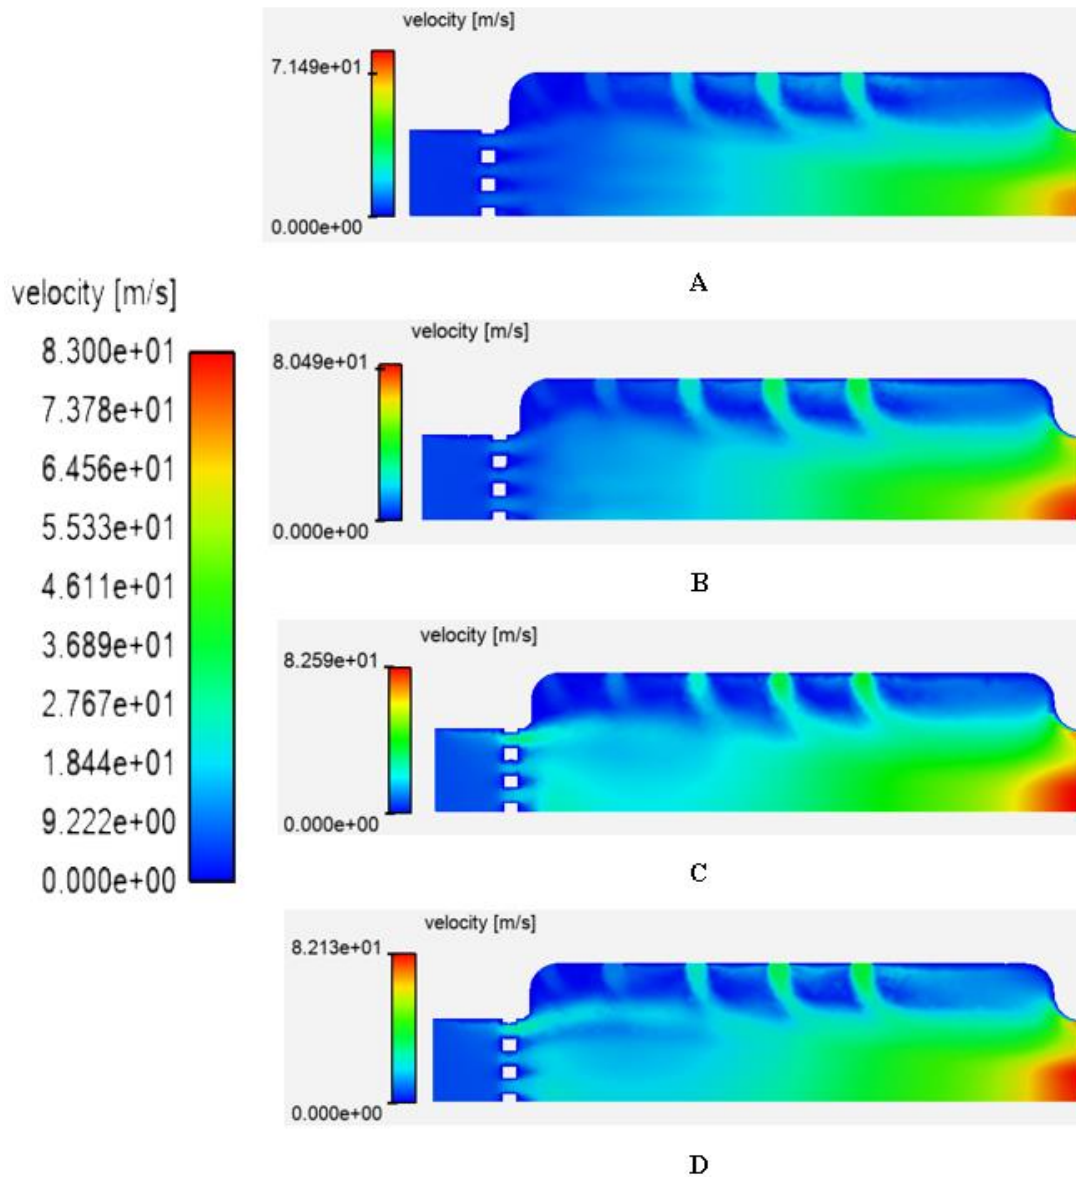 velocity [m/s]
7.149e+01
0.000e+00
A
velocity [m/s]
8.300e+01
7.378e+01
6.456e+01
5.533e+01
4.611e+01
3.689e+01
2.767e+01
1.844e+01
9.222e+00
0.000e+00
velocity [m/s]
8.049e+01
0.000e+00
B
velocity [m/s]
8.259e+01
0.000e+00
C
velocity [m/s]
8.213e+01
0.000e+00
D